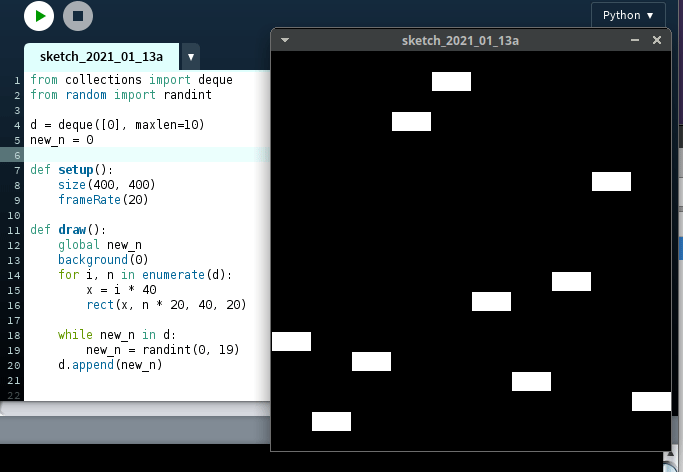 Python ▾
sketch_2021_01_13a ▾
sketch_2021_01_13a
1 from collections import deque
2 from random import randint
3
4 d = deque([0], maxlen=10)
5 new_n = 0
6
7 def setup():
8     size(400, 400)
9     frameRate(20)
10
11 def draw():
12     global new_n
13     background(0)
14     for i, n in enumerate(d):
15         x = i * 40
16         rect(x, n * 20, 40, 20)
17
18     while new_n in d:
19         new_n = randint(0, 19)
20     d.append(new_n)
21
22